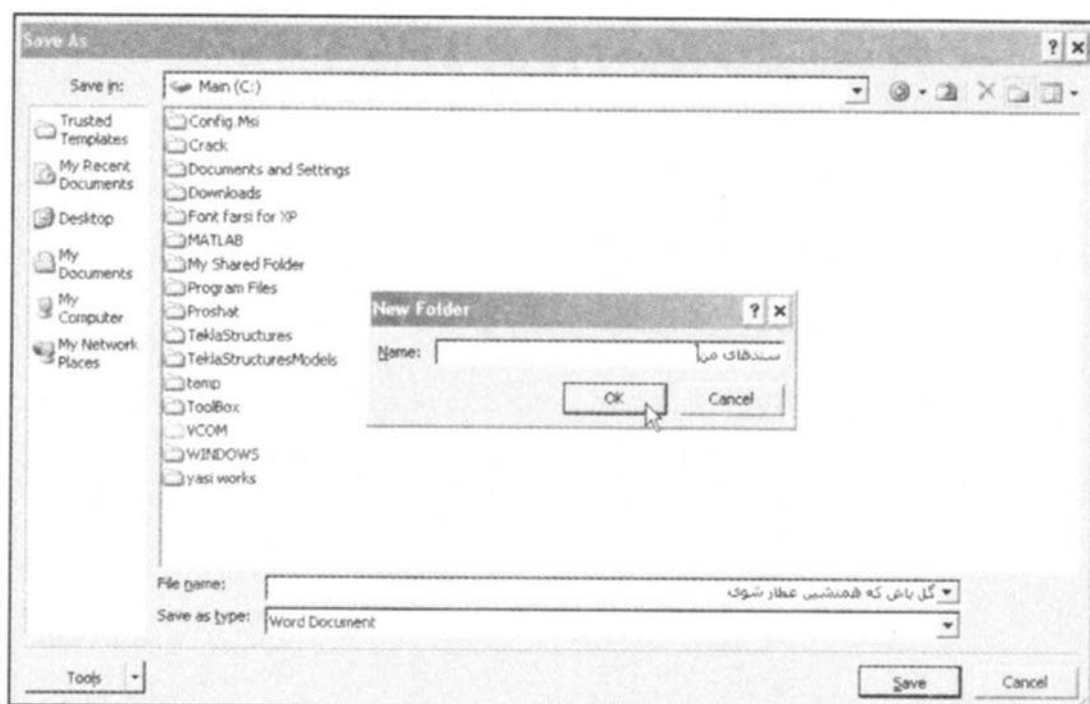 Save As
Save in:
Main (C:)
Trusted
Templates
My Recent
Documents
Desktop
My
Documents
My
Computer
My Network
Places
Config.Msi
Crack
Documents and Settings
Downloads
Font farsi for XP
MATLAB
My Shared Folder
Program Files
Proshat
TeklaStructures
TeklaStructuresModels
temp
ToolBox
VCOM
WINDOWS
yasi works
New Folder
Name:
سندهای من
OK
Cancel
File name:
گل باش که همنشین عطار شوی
Save as type:
Word Document
Tools
Save
Cancel